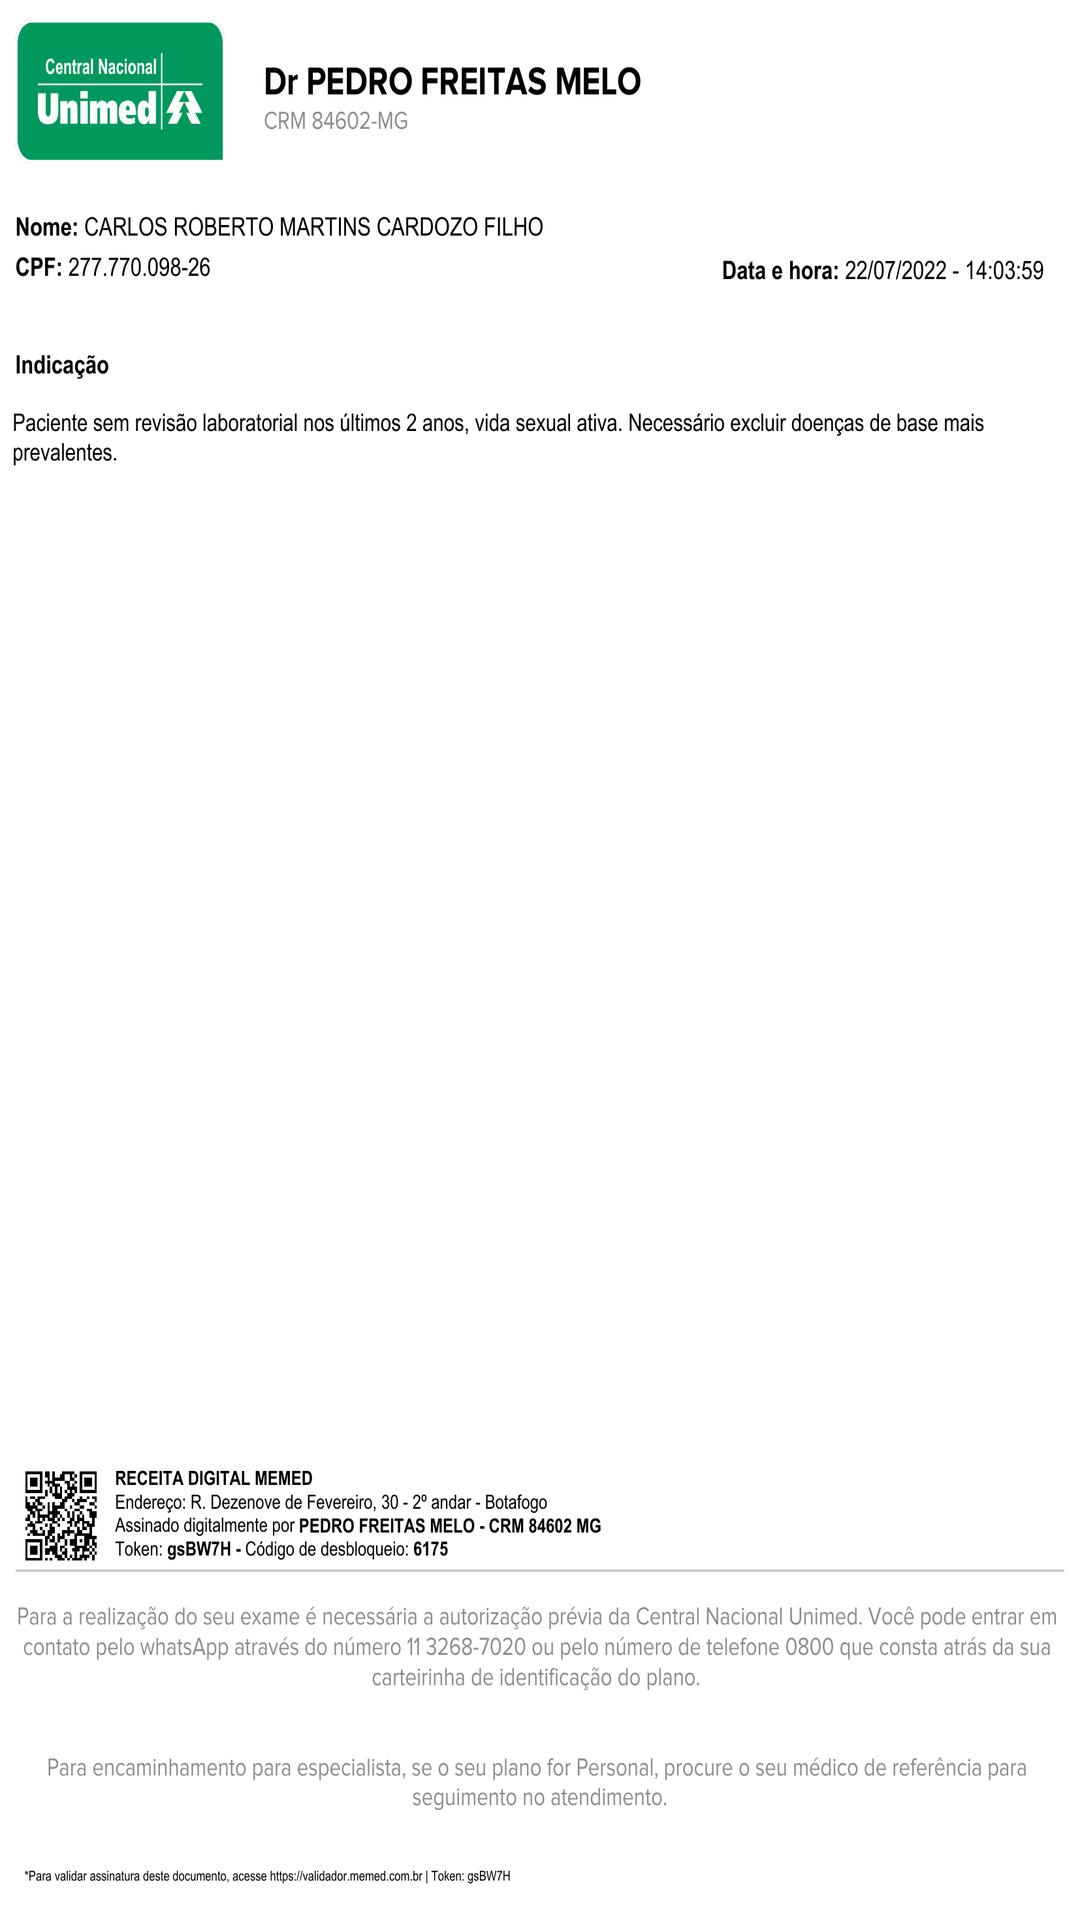 Central Nacional
Unimed
Dr PEDRO FREITAS MELO
CRM 84602-MG
Nome: CARLOS ROBERTO MARTINS CARDOZO FILHO
CPF: 277.770.098-26
Data e hora: 22/07/2022 - 14:03:59
Indicação
Paciente sem revisão laboratorial nos últimos 2 anos, vida sexual ativa. Necessário excluir doenças de base mais
prevalentes.
RECEITA DIGITAL MEMED
Endereço: R. Dezenove de Fevereiro, 30 - 2º andar - Botafogo
Assinado digitalmente por PEDRO FREITAS MELO - CRM 84602 MG
Token: gsBW7H - Código de desbloqueio: 6175
Para a realização do seu exame é necessária a autorização prévia da Central Nacional Unimed. Você pode entrar em
contato pelo whatsApp através do número 11 3268-7020 ou pelo número de telefone 0800 que consta atrás da sua
carteirinha de identificação do plano.
Para encaminhamento para especialista, se o seu plano for Personal, procure o seu médico de referência para
seguimento no atendimento.
*Para validar assinatura deste documento, acesse https://validador.memed.com.br | Token: gsBW7H